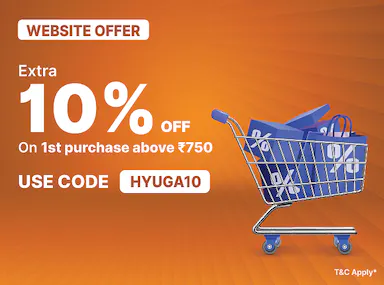 WEBSITE OFFER
Extra
10% OFF
On 1st purchase above ₹750
USE CODE HYUGA10
%
%
%
T&C Apply*